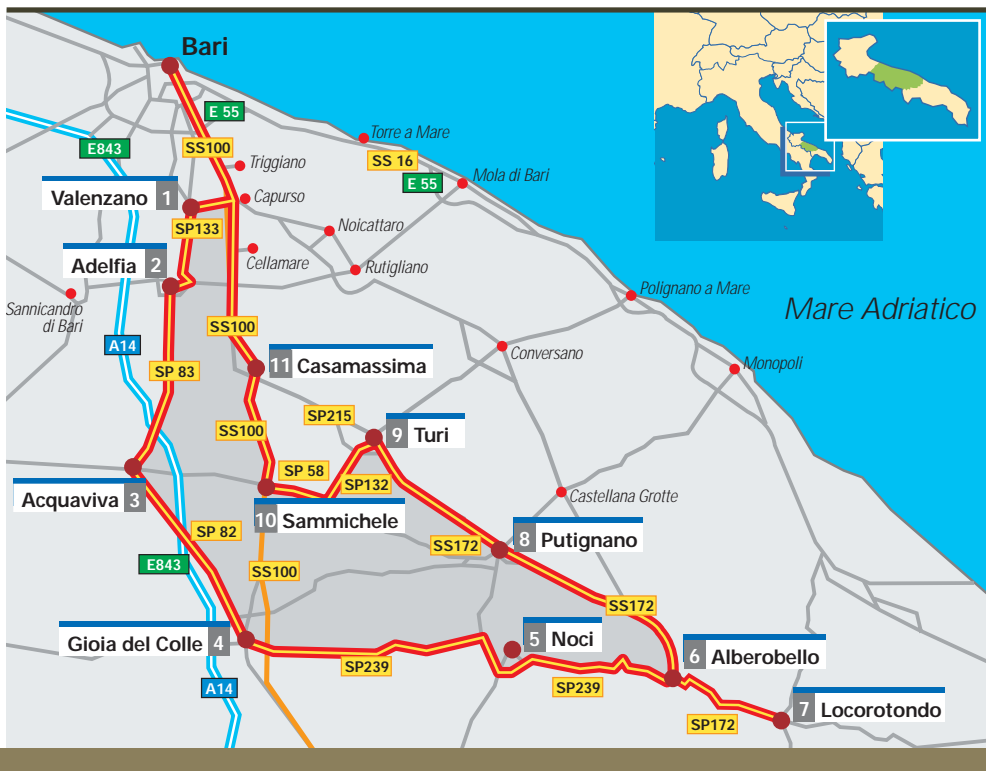 Bari
E 55
E843
SS100
Torre a Mare
SS 16
E 55
Triggiano
Mola di Bari
Valenzano 1
Capurso
SP133
Noicattaro
Adelfia 2
Cellamare
Rutigliano
Sannicandro
di Bari
Polignano a Mare
Mare Adriatico
SS100
A14
Conversano
SP 83
11 Casamassima
Monopoli
SP215
SS100
9 Turi
SP 58
SP132
Acquaviva 3
Castellana Grotte
10 Sammichele
SP 82
8 Putignano
SS172
E843
SS100
SS172
Gioia del Colle 4
5 Noci
6 Alberobello
SP239
SP239
A14
7 Locorotondo
SP172